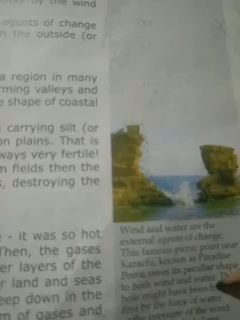 by the wind
agents of change
n the outside (or
a region in many
rming valleys and
e shape of coastal
carrying silt (or
on plains. That is
ways very fertile!
m fields then the
s, destroying the
- it was so hot
Then, the gases
er layers of the
r land and seas
eep down in the
m of gases and
Wind and water are the
external agents of change.
This famous picnic point near
Karachi, known as Paradise
Point, owes its peculiar shape
to both wind and water.
hole might have been
first by the force of water
of the wind